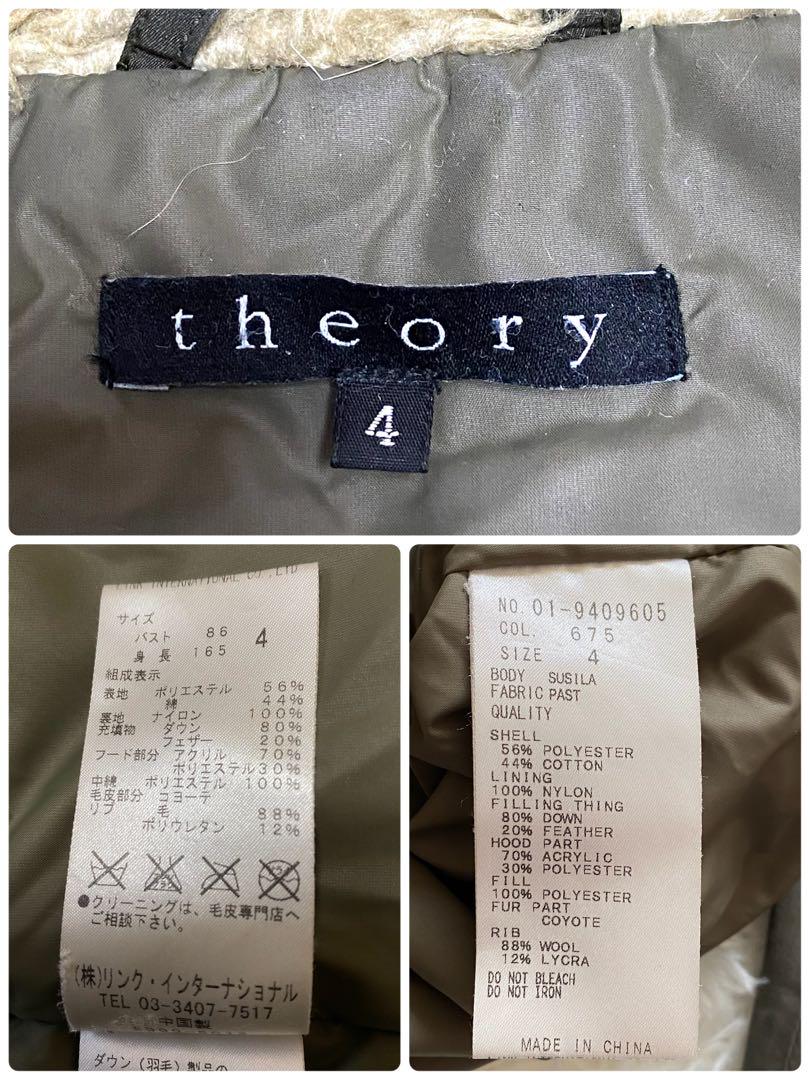 theory
4
LINK INTERNATIONAL CO.,LTD
サイズ
バスト 86 4
身長 165
組成表示
表地 ポリエステル 56%
綿 44%
裏地 ナイロン 100%
充填物 ダウン 80%
フェザー 20%
フード部分 アクリル 70%
ポリエステル30%
中綿 ポリエステル 100%
毛皮部分 コヨーテ
リブ 毛 88%
ポリウレタン 12%
●クリーニングは、毛皮専門店へ
ご相談下さい。
(株)リンク・インターナショナル
TEL 03-3407-7517
中国製
ダウン(羽毛)製品の
NO. 01-9409605
COL. 675
SIZE 4
BODY SUSILA
FABRIC PAST
QUALITY
SHELL
56% POLYESTER
44% COTTON
LINING
100% NYLON
FILLING THING
80% DOWN
20% FEATHER
HOOD PART
70% ACRYLIC
30% POLYESTER
FILL
100% POLYESTER
FUR PART
COYOTE
RIB
88% WOOL
12% LYCRA
DO NOT BLEACH
DO NOT IRON
MADE IN CHINA